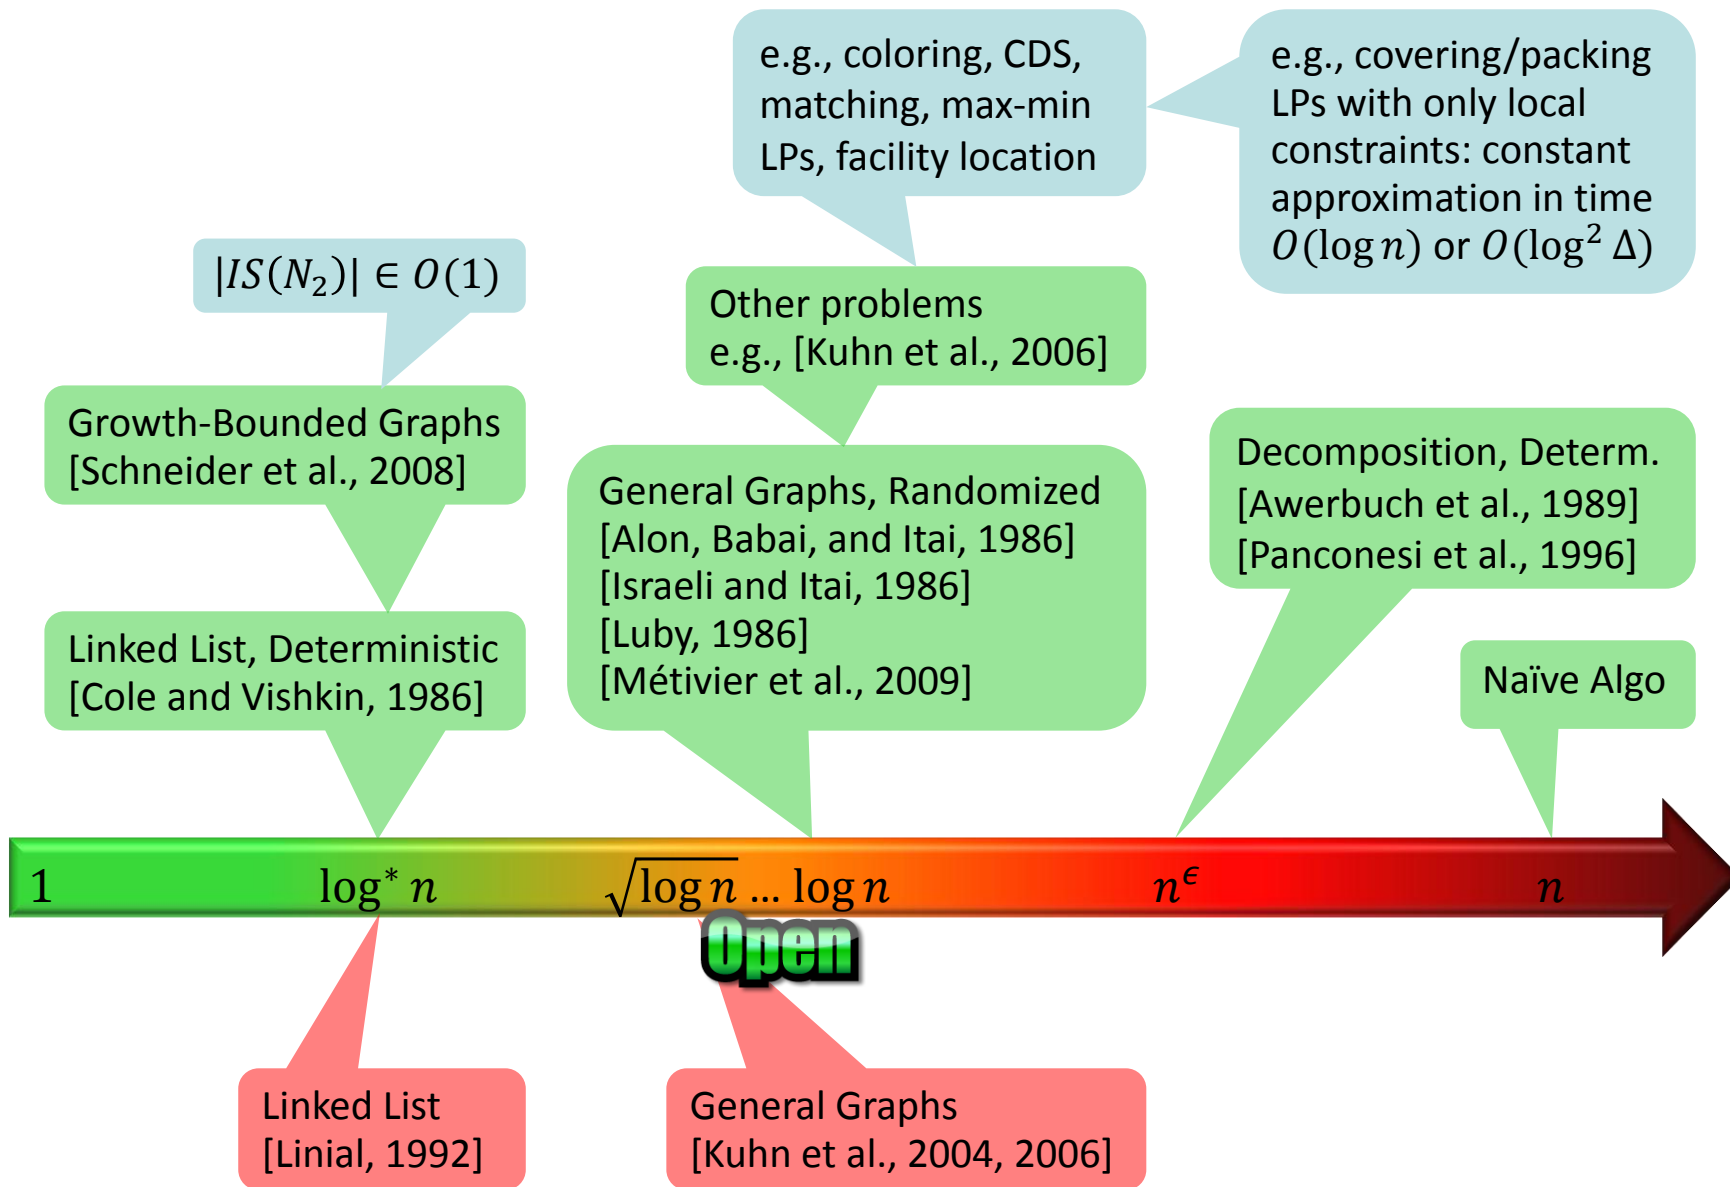 e.g., coloring, CDS,
matching, max-min
LPs, facility location
e.g., covering/packing
LPs with only local
constraints: constant
approximation in time
𝑂(log 𝑛) or 𝑂(log² Δ)
|𝐼𝑆(𝑁₂)| ∈ 𝑂(1)
Other problems
e.g., [Kuhn et al., 2006]
Growth-Bounded Graphs
[Schneider et al., 2008]
General Graphs, Randomized
[Alon, Babai, and Itai, 1986]
[Israeli and Itai, 1986]
[Luby, 1986]
[Métivier et al., 2009]
Decomposition, Determ.
[Awerbuch et al., 1989]
[Panconesi et al., 1996]
Linked List, Deterministic
[Cole and Vishkin, 1986]
Naïve Algo
1 log* 𝑛 √log 𝑛 ... log 𝑛 𝑛^𝜖 𝑛
Open
Linked List
[Linial, 1992]
General Graphs
[Kuhn et al., 2004, 2006]